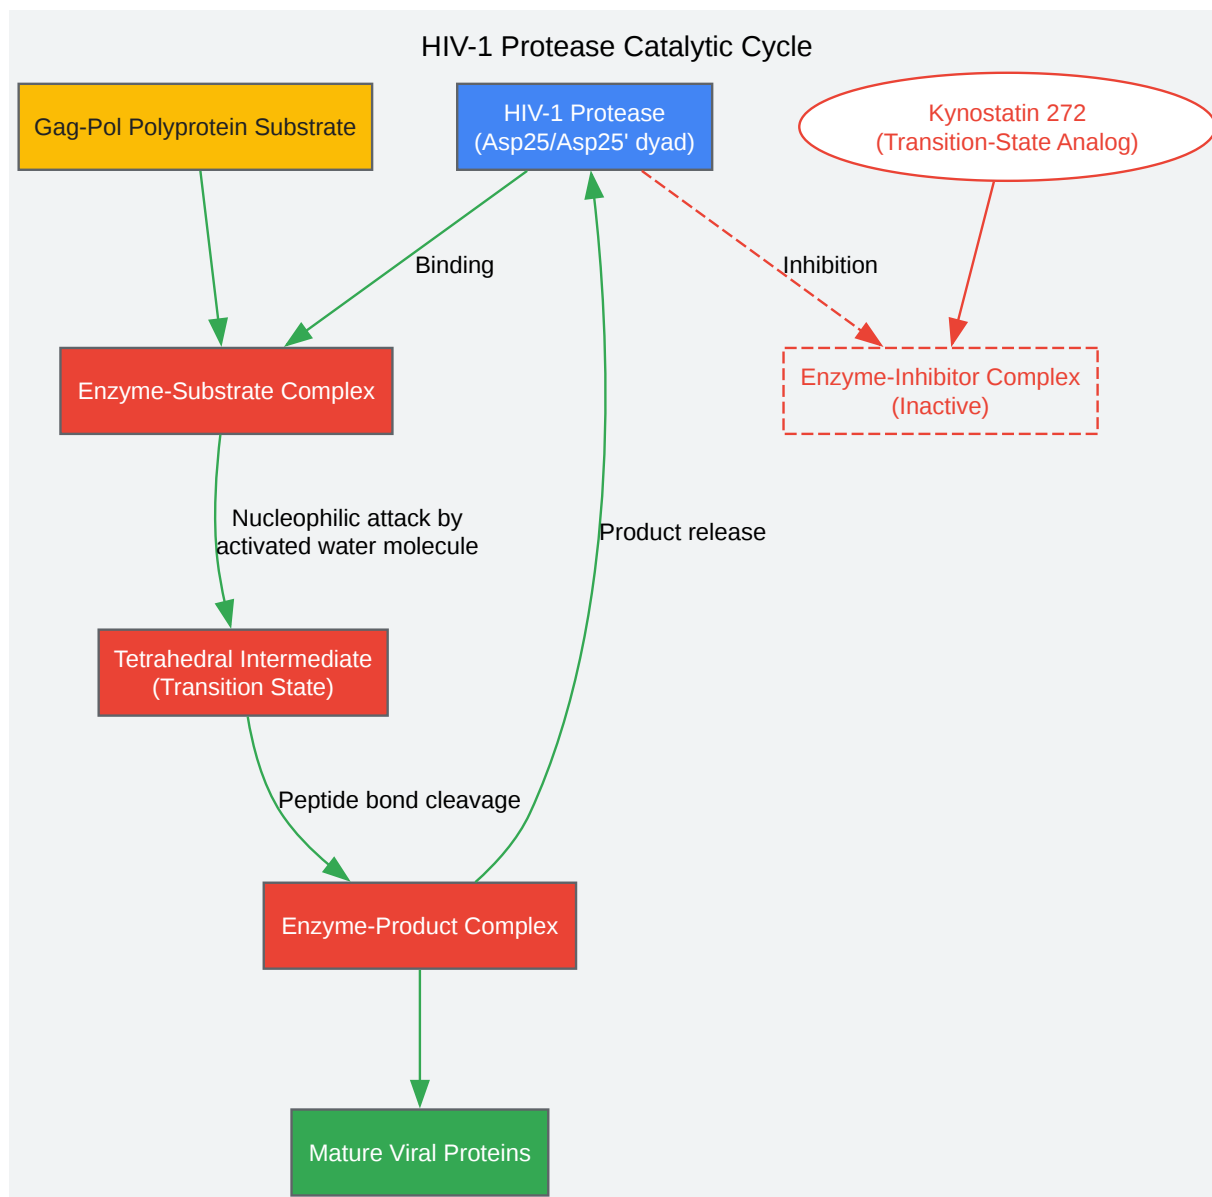 HIV-1 Protease Catalytic Cycle
Gag-Pol Polyprotein Substrate
HIV-1 Protease
(Asp25/Asp25' dyad)
Kynostatin 272
(Transition-State Analog)
Binding
Inhibition
Enzyme-Substrate Complex
Enzyme-Inhibitor Complex
(Inactive)
Nucleophilic attack by
activated water molecule
Product release
Tetrahedral Intermediate
(Transition State)
Peptide bond cleavage
Enzyme-Product Complex
Mature Viral Proteins